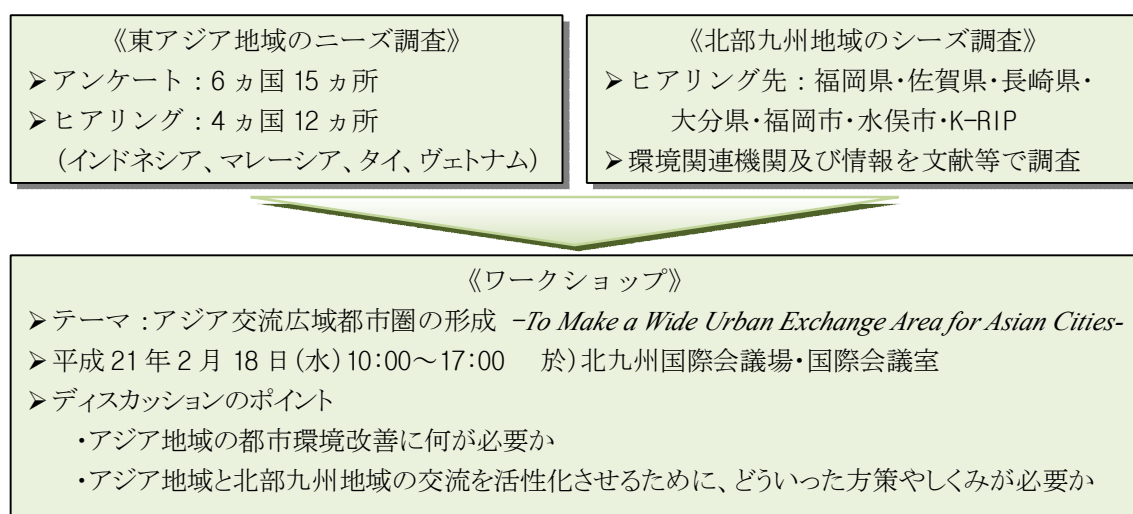 《東アジア地域のニーズ調査》
➢アンケート：6 ヵ国 15 ヵ所
➢ヒアリング：4 ヵ国 12 ヵ所
（インドネシア、マレーシア、タイ、ヴェトナム）
《北部九州地域のシーズ調査》
➢ヒアリング先：福岡県・佐賀県・長崎県・
大分県・福岡市・水俣市・K-RIP
➢環境関連機関及び情報を文献等で調査
《ワークショップ》
➢テーマ：アジア交流広域都市圏の形成 -To Make a Wide Urban Exchange Area for Asian Cities-
➢平成 21 年 2 月 18 日（水）10：00～17：00　於）北九州国際会議場・国際会議室
➢ディスカッションのポイント
・アジア地域の都市環境改善に何が必要か
・アジア地域と北部九州地域の交流を活性化させるために、どういった方策やしくみが必要か